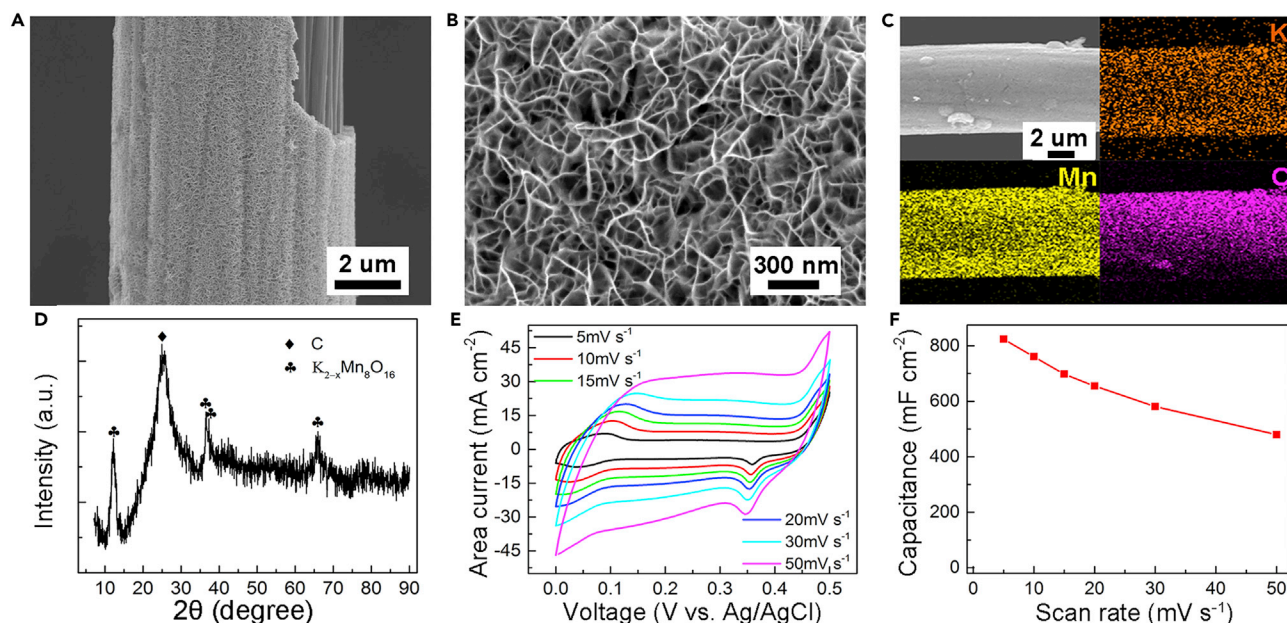 A
2 um
B
300 nm
C
K
2 um
Mn
O
D
♦ C
♣ K₂₋ₓMn₈O₁₆
Intensity (a.u.)
10 20 30 40 50 60 70 80 90
2θ (degree)
E
45
30
15
0
-15
-30
-45
Area current (mA cm⁻²)
5mV s⁻¹
10mV s⁻¹
15mV s⁻¹
20mV s⁻¹
30mV s⁻¹
50mV s⁻¹
0.0 0.1 0.2 0.3 0.4 0.5
Voltage (V vs. Ag/AgCl)
F
800
600
400
200
0
Capacitance (mF cm⁻²)
0 10 20 30 40 50
Scan rate (mV s⁻¹)